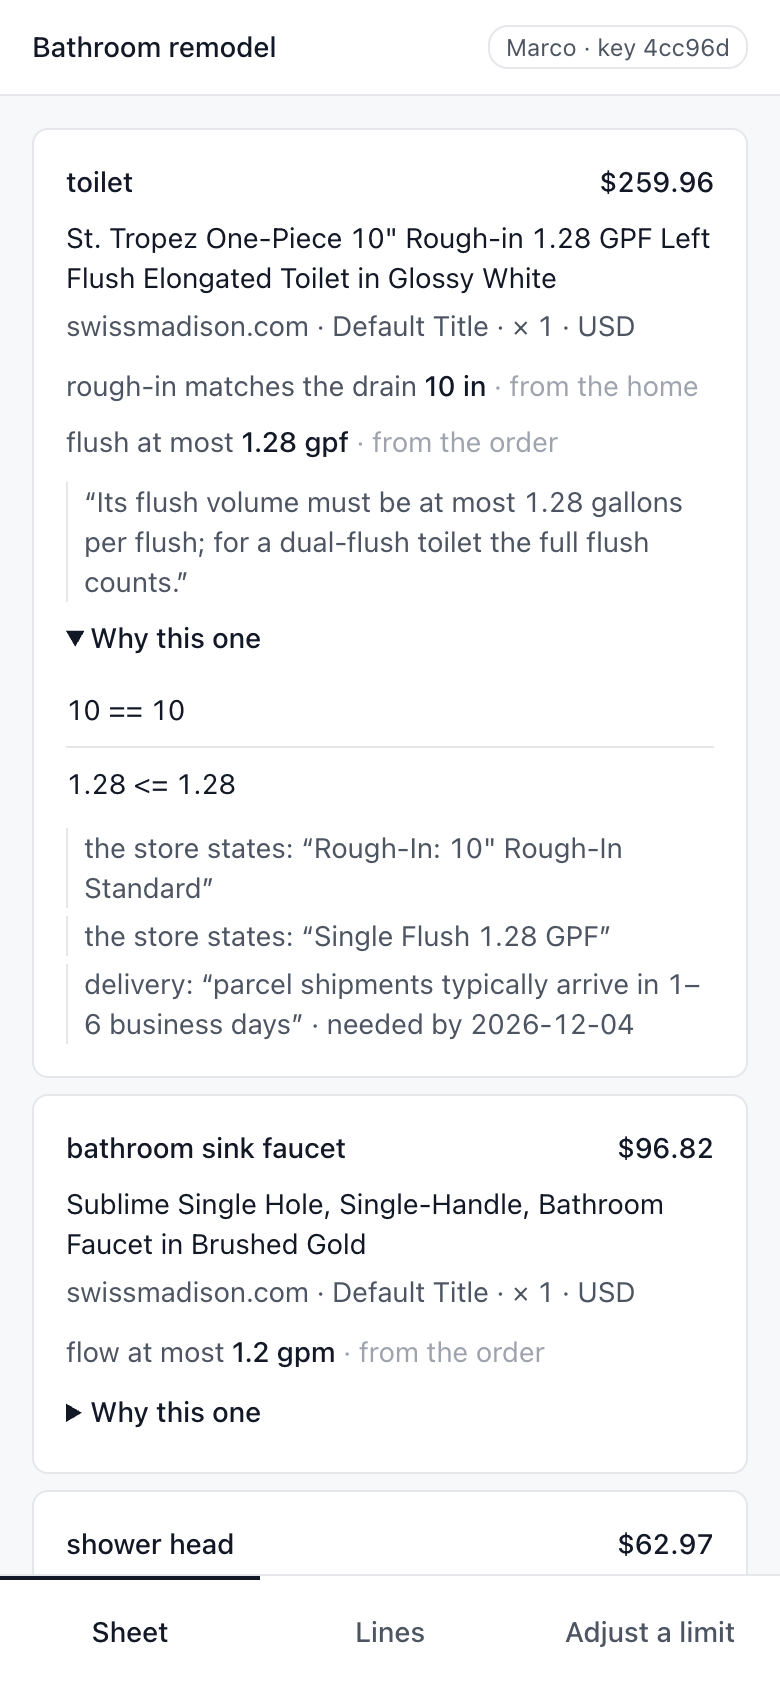 Bathroom remodel
Marco · key 4cc96d
toilet
$259.96
St. Tropez One-Piece 10" Rough-in 1.28 GPF Left
Flush Elongated Toilet in Glossy White
swissmadison.com · Default Title · × 1 · USD
rough-in matches the drain 10 in · from the home
flush at most 1.28 gpf · from the order
“Its flush volume must be at most 1.28 gallons
per flush; for a dual-flush toilet the full flush
counts.”
▼ Why this one
10 == 10
1.28 <= 1.28
the store states: “Rough-In: 10" Rough-In
Standard”
the store states: “Single Flush 1.28 GPF”
delivery: “parcel shipments typically arrive in 1–
6 business days” · needed by 2026-12-04
bathroom sink faucet
$96.82
Sublime Single Hole, Single-Handle, Bathroom
Faucet in Brushed Gold
swissmadison.com · Default Title · × 1 · USD
flow at most 1.2 gpm · from the order
▶ Why this one
shower head
$62.97
Sheet
Lines
Adjust a limit